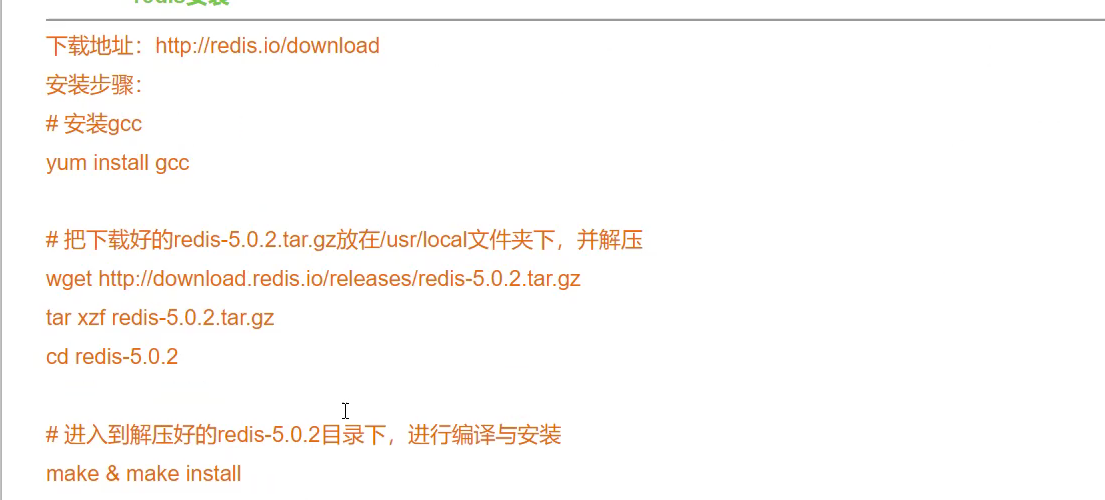 redis安装
下载地址：http://redis.io/download
安装步骤：
# 安装gcc
yum install gcc
# 把下载好的redis-5.0.2.tar.gz放在/usr/local文件夹下，并解压
wget http://download.redis.io/releases/redis-5.0.2.tar.gz
tar xzf redis-5.0.2.tar.gz
cd redis-5.0.2
# 进入到解压好的redis-5.0.2目录下，进行编译与安装
make & make install